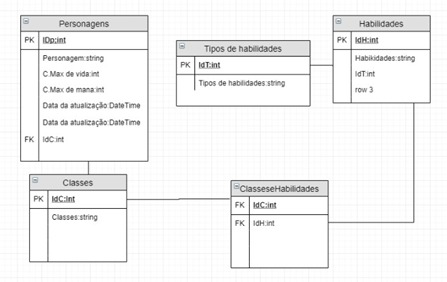 Personagens
PK IDp:int
Personagem:string
C.Max de vida:int
C.Max de mana:int
Data da atualização:DateTime
Data da atualização:DateTime
FK IdC:int
Tipos de habilidades
PK IdT:int
Tipos de habilidades:string
Habilidades
PK IdH:int
Habikidades:string
IdT:int
row 3
Classes
PK IdC:int
Classes:string
ClasseseHabilidades
FK IdC:int
FK IdH:int